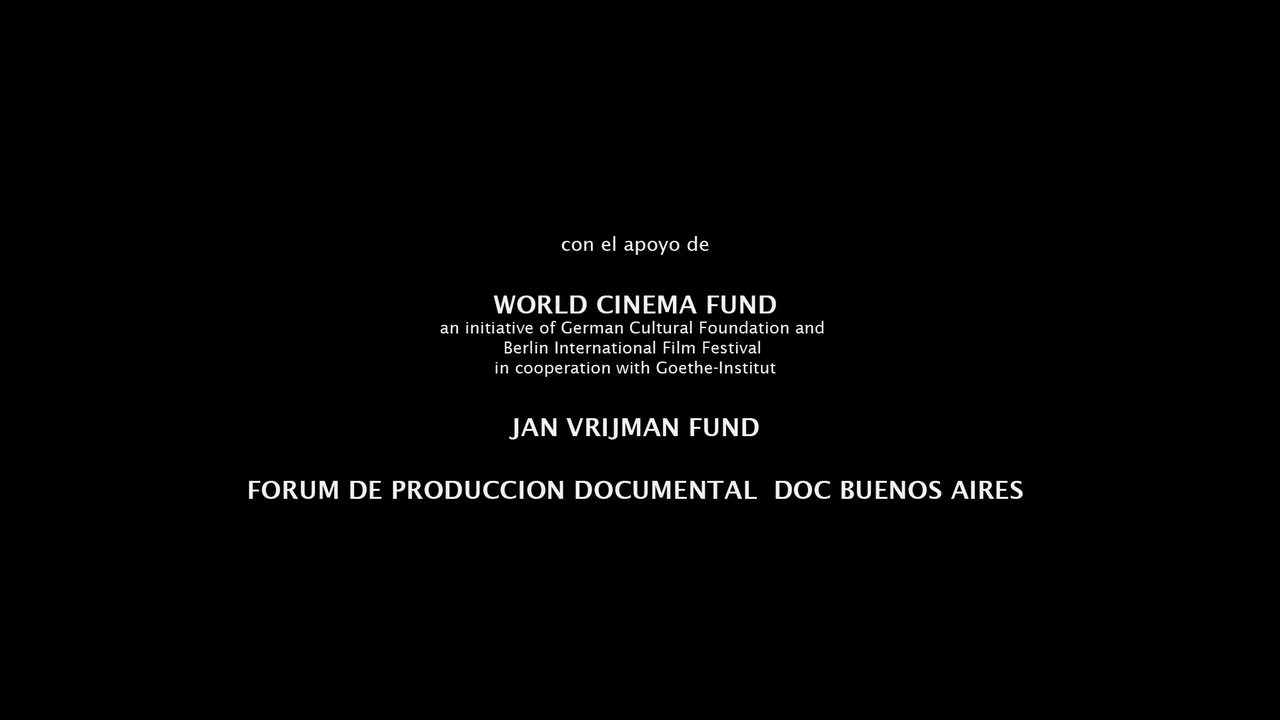 con el apoyo de
WORLD CINEMA FUND
an initiative of German Cultural Foundation and
Berlin International Film Festival
in cooperation with Goethe-Institut
JAN VRIJMAN FUND
FORUM DE PRODUCCION DOCUMENTAL  DOC BUENOS AIRES